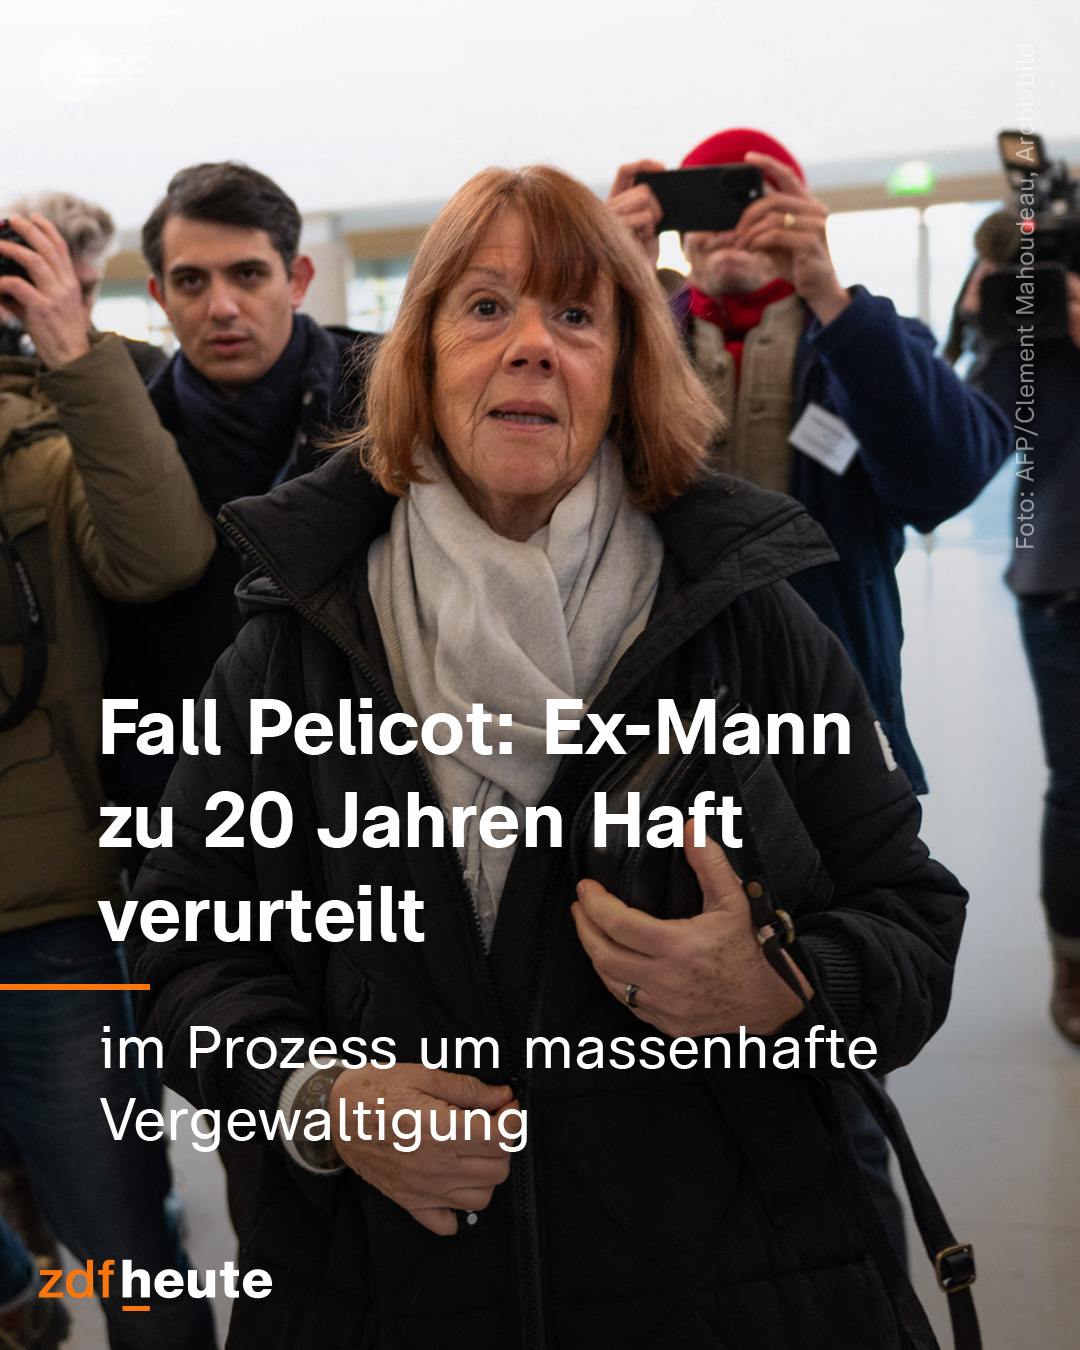 ZDF
Foto: AFP/Clement Mahoudeau, Archivbild
Fall Pelicot: Ex-Mann
zu 20 Jahren Haft
verurteilt
im Prozess um massenhafte
Vergewaltigung
zdfheute